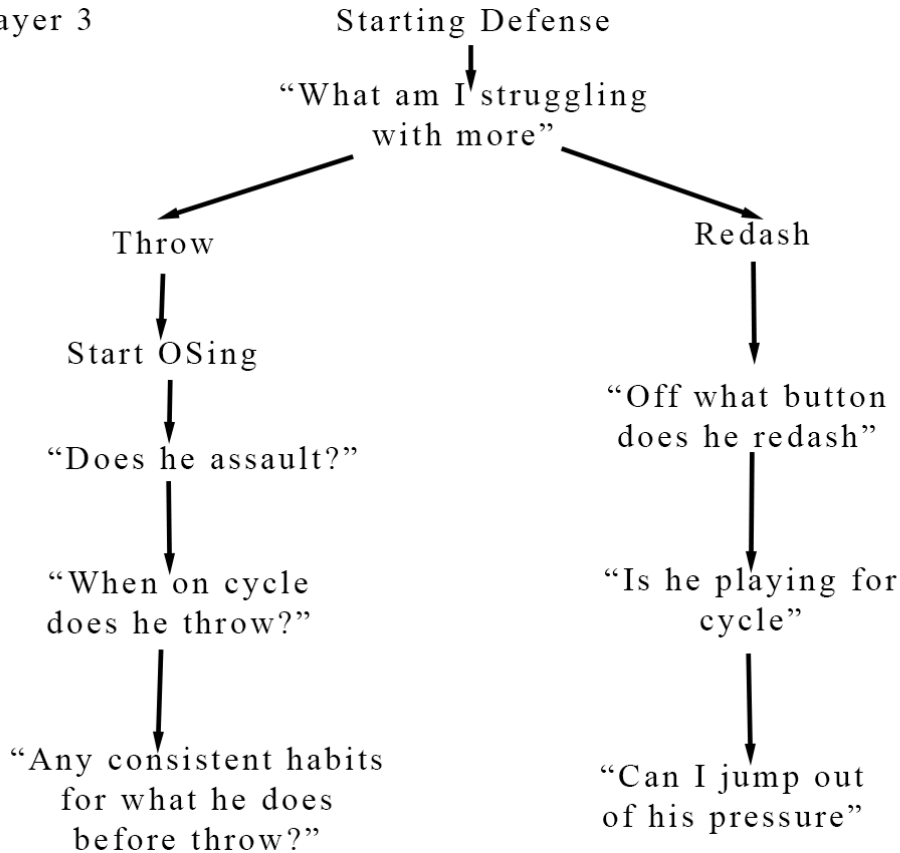 ayer 3
Starting Defense
“What am I struggling
with more”
Throw
Redash
Start OSing
“Off what button
does he redash”
“Does he assault?”
“When on cycle
does he throw?”
“Is he playing for
cycle”
“Any consistent habits
for what he does
before throw?”
“Can I jump out
of his pressure”